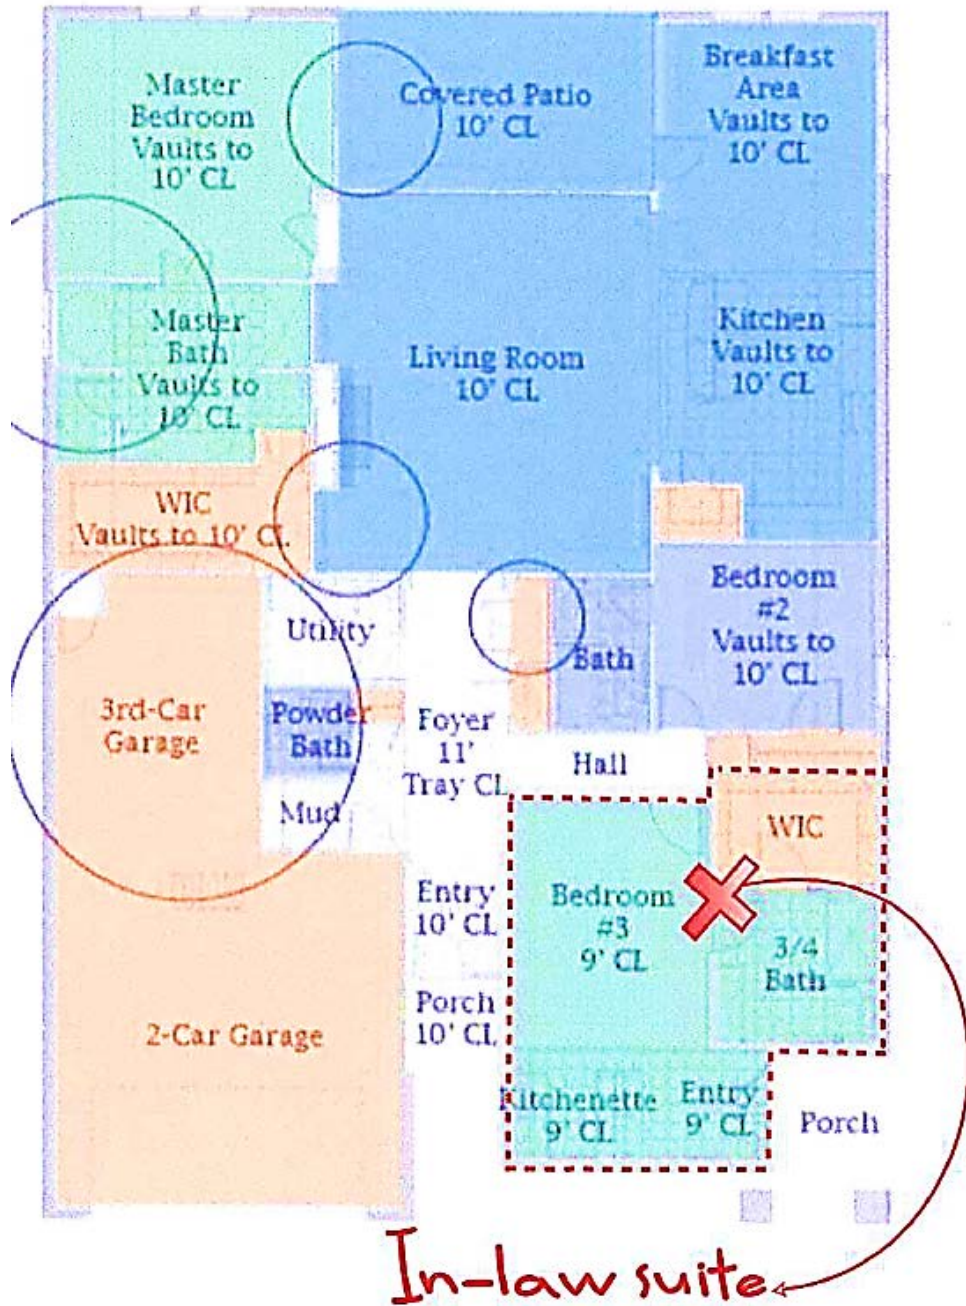 Master
Bedroom
Vaults to
10' CL
Covered Patio
10' CL
Breakfast
Area
Vaults to
10' CL
Master
Bath
Vaults to
10' CL
Living Room
10' CL
Kitchen
Vaults to
10' CL
WIC
Vaults to 10' CL
Utility
Bath
Bedroom
#2
Vaults to
10' CL
3rd-Car
Garage
Powder
Bath
Foyer
11'
Tray CL
Hall
Mud
WIC
Entry
10' CL
Bedroom
#3
9' CL
3/4
Bath
Porch
10' CL
2-Car Garage
Kitchenette
9' CL
Entry
9' CL
Porch
In-law suite